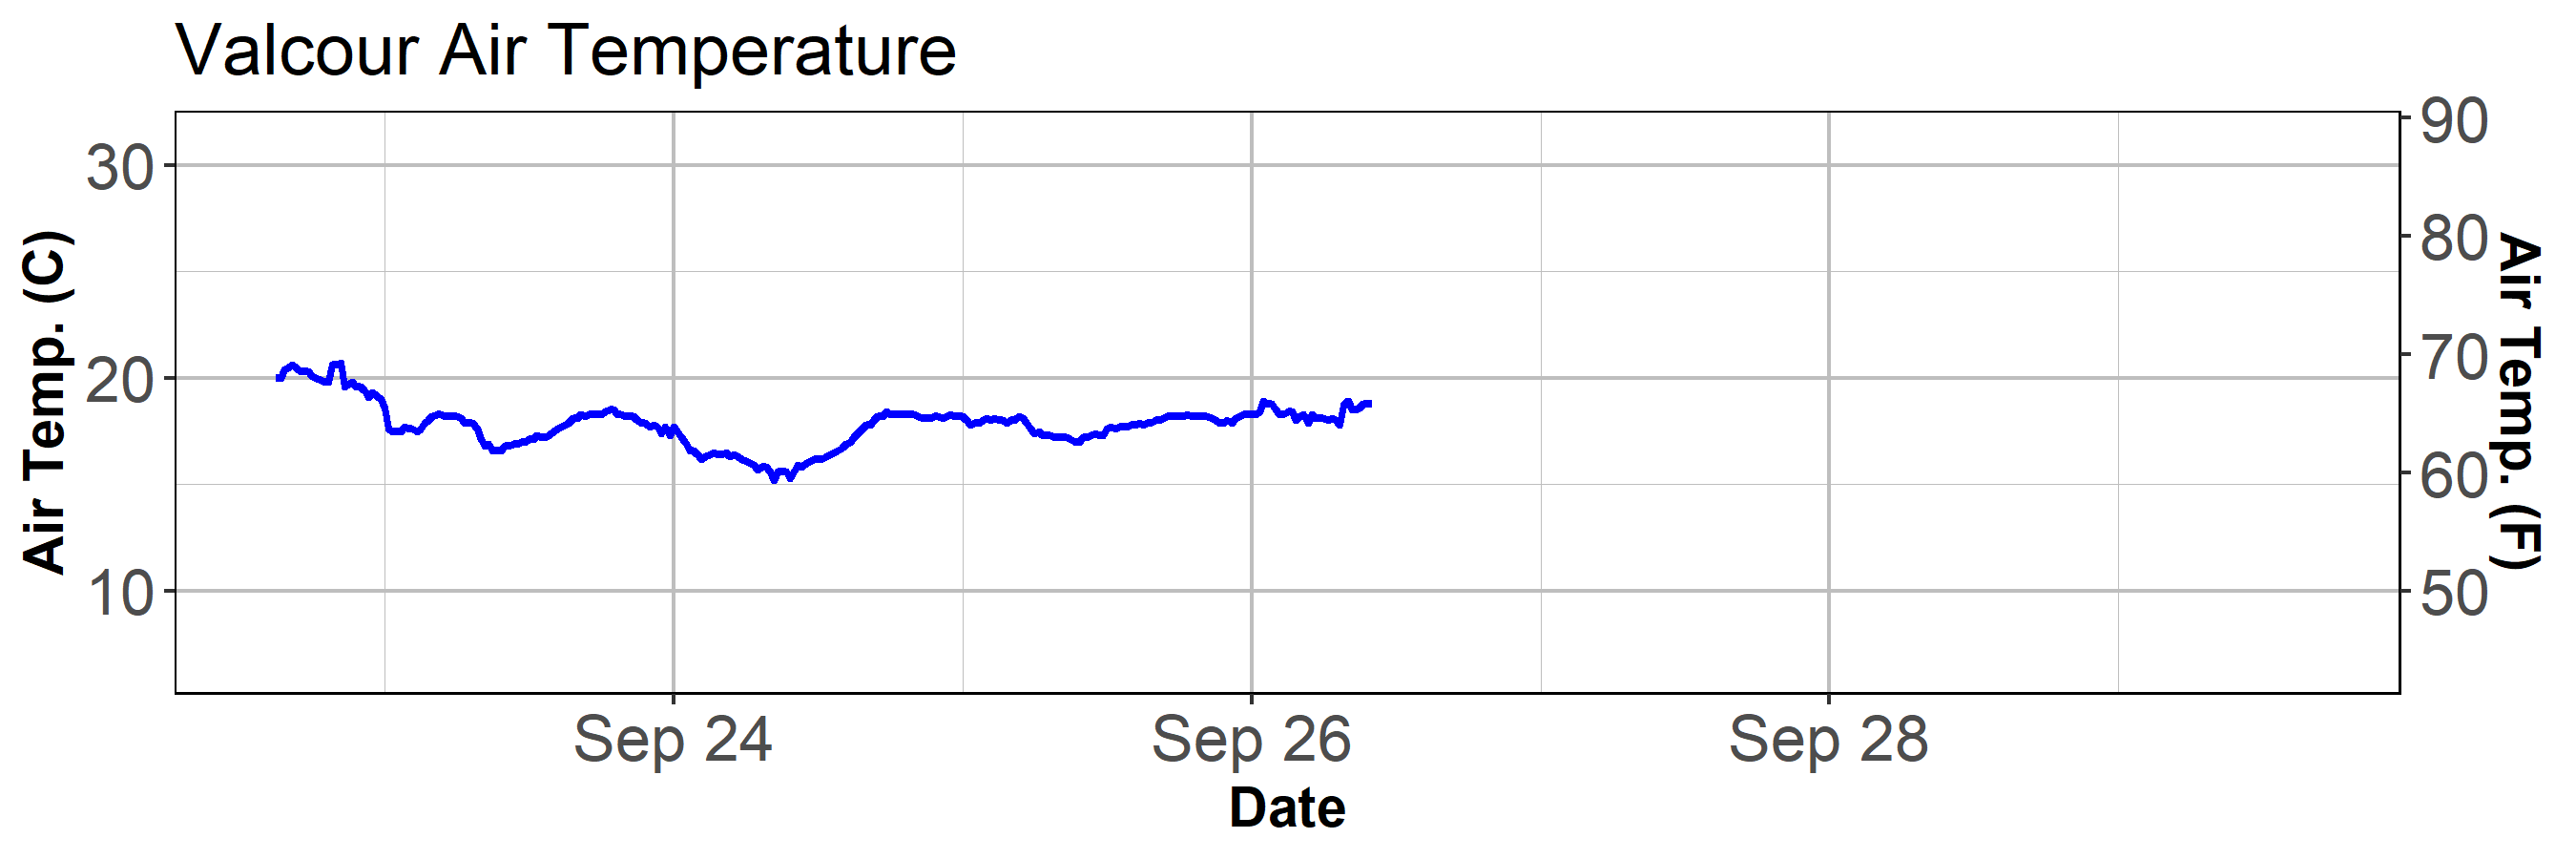 Valcour Air Temperature
Air Temp. (C)
30
20
10
90
80
70
60
50
Air Temp. (F)
Sep 24
Sep 26
Sep 28
Date